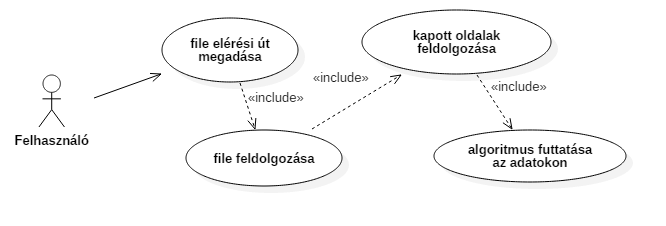 file elérési út
megadása
kapott oldalak
feldolgozása
«include»
«include»
«include»
Felhasználó
file feldolgozása
algoritmus futtatása
az adatokon